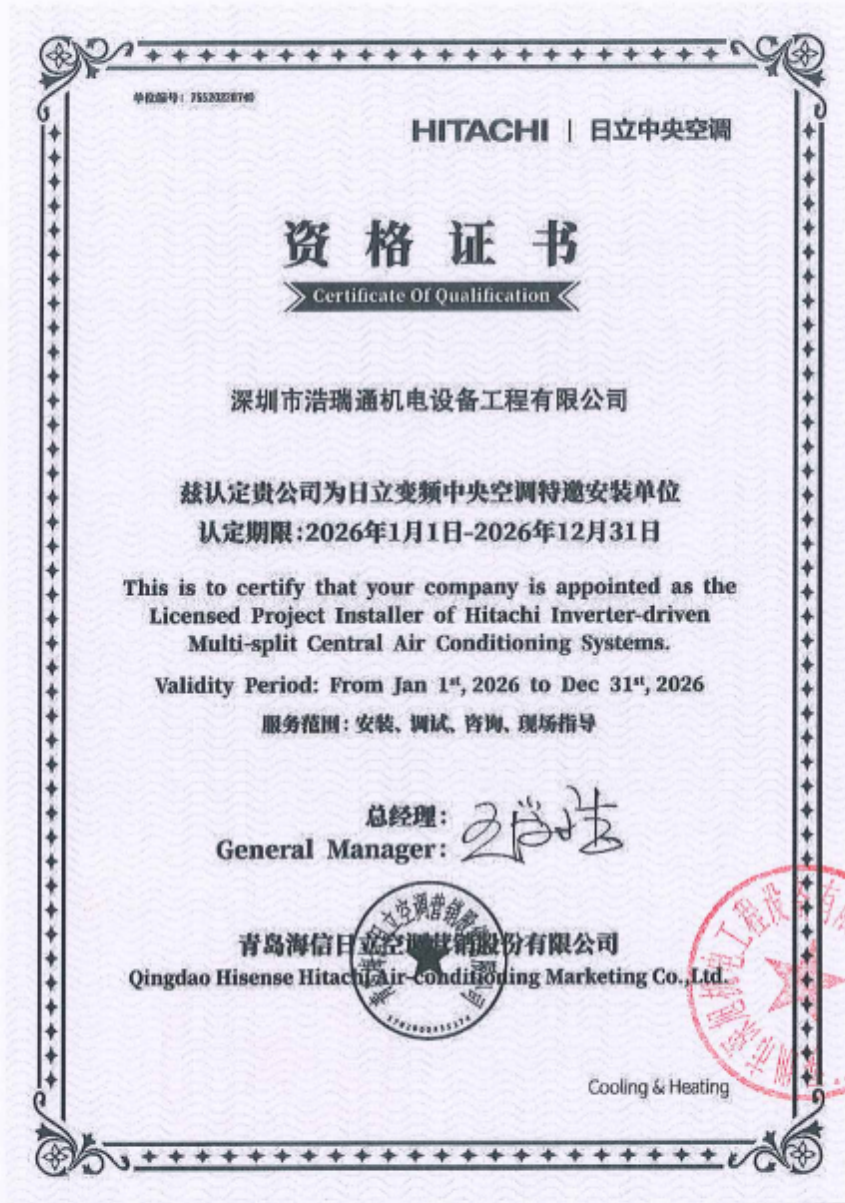 单位编号：75520220740
HITACHI | 日立中央空调
资格证书
Certificate Of Qualification
深圳市浩瑞通机电设备工程有限公司
兹认定贵公司为日立变频中央空调特邀安装单位
认定期限：2026年1月1日-2026年12月31日
This is to certify that your company is appointed as the
Licensed Project Installer of Hitachi Inverter-driven
Multi-split Central Air Conditioning Systems.
Validity Period: From Jan 1st, 2026 to Dec 31st, 2026
服务范围：安装、调试、咨询、现场指导
总经理：
General Manager:
青岛海信日立空调营销股份有限公司
Qingdao Hisense Hitachi Air-conditioning Marketing Co.,Ltd.
Cooling & Heating